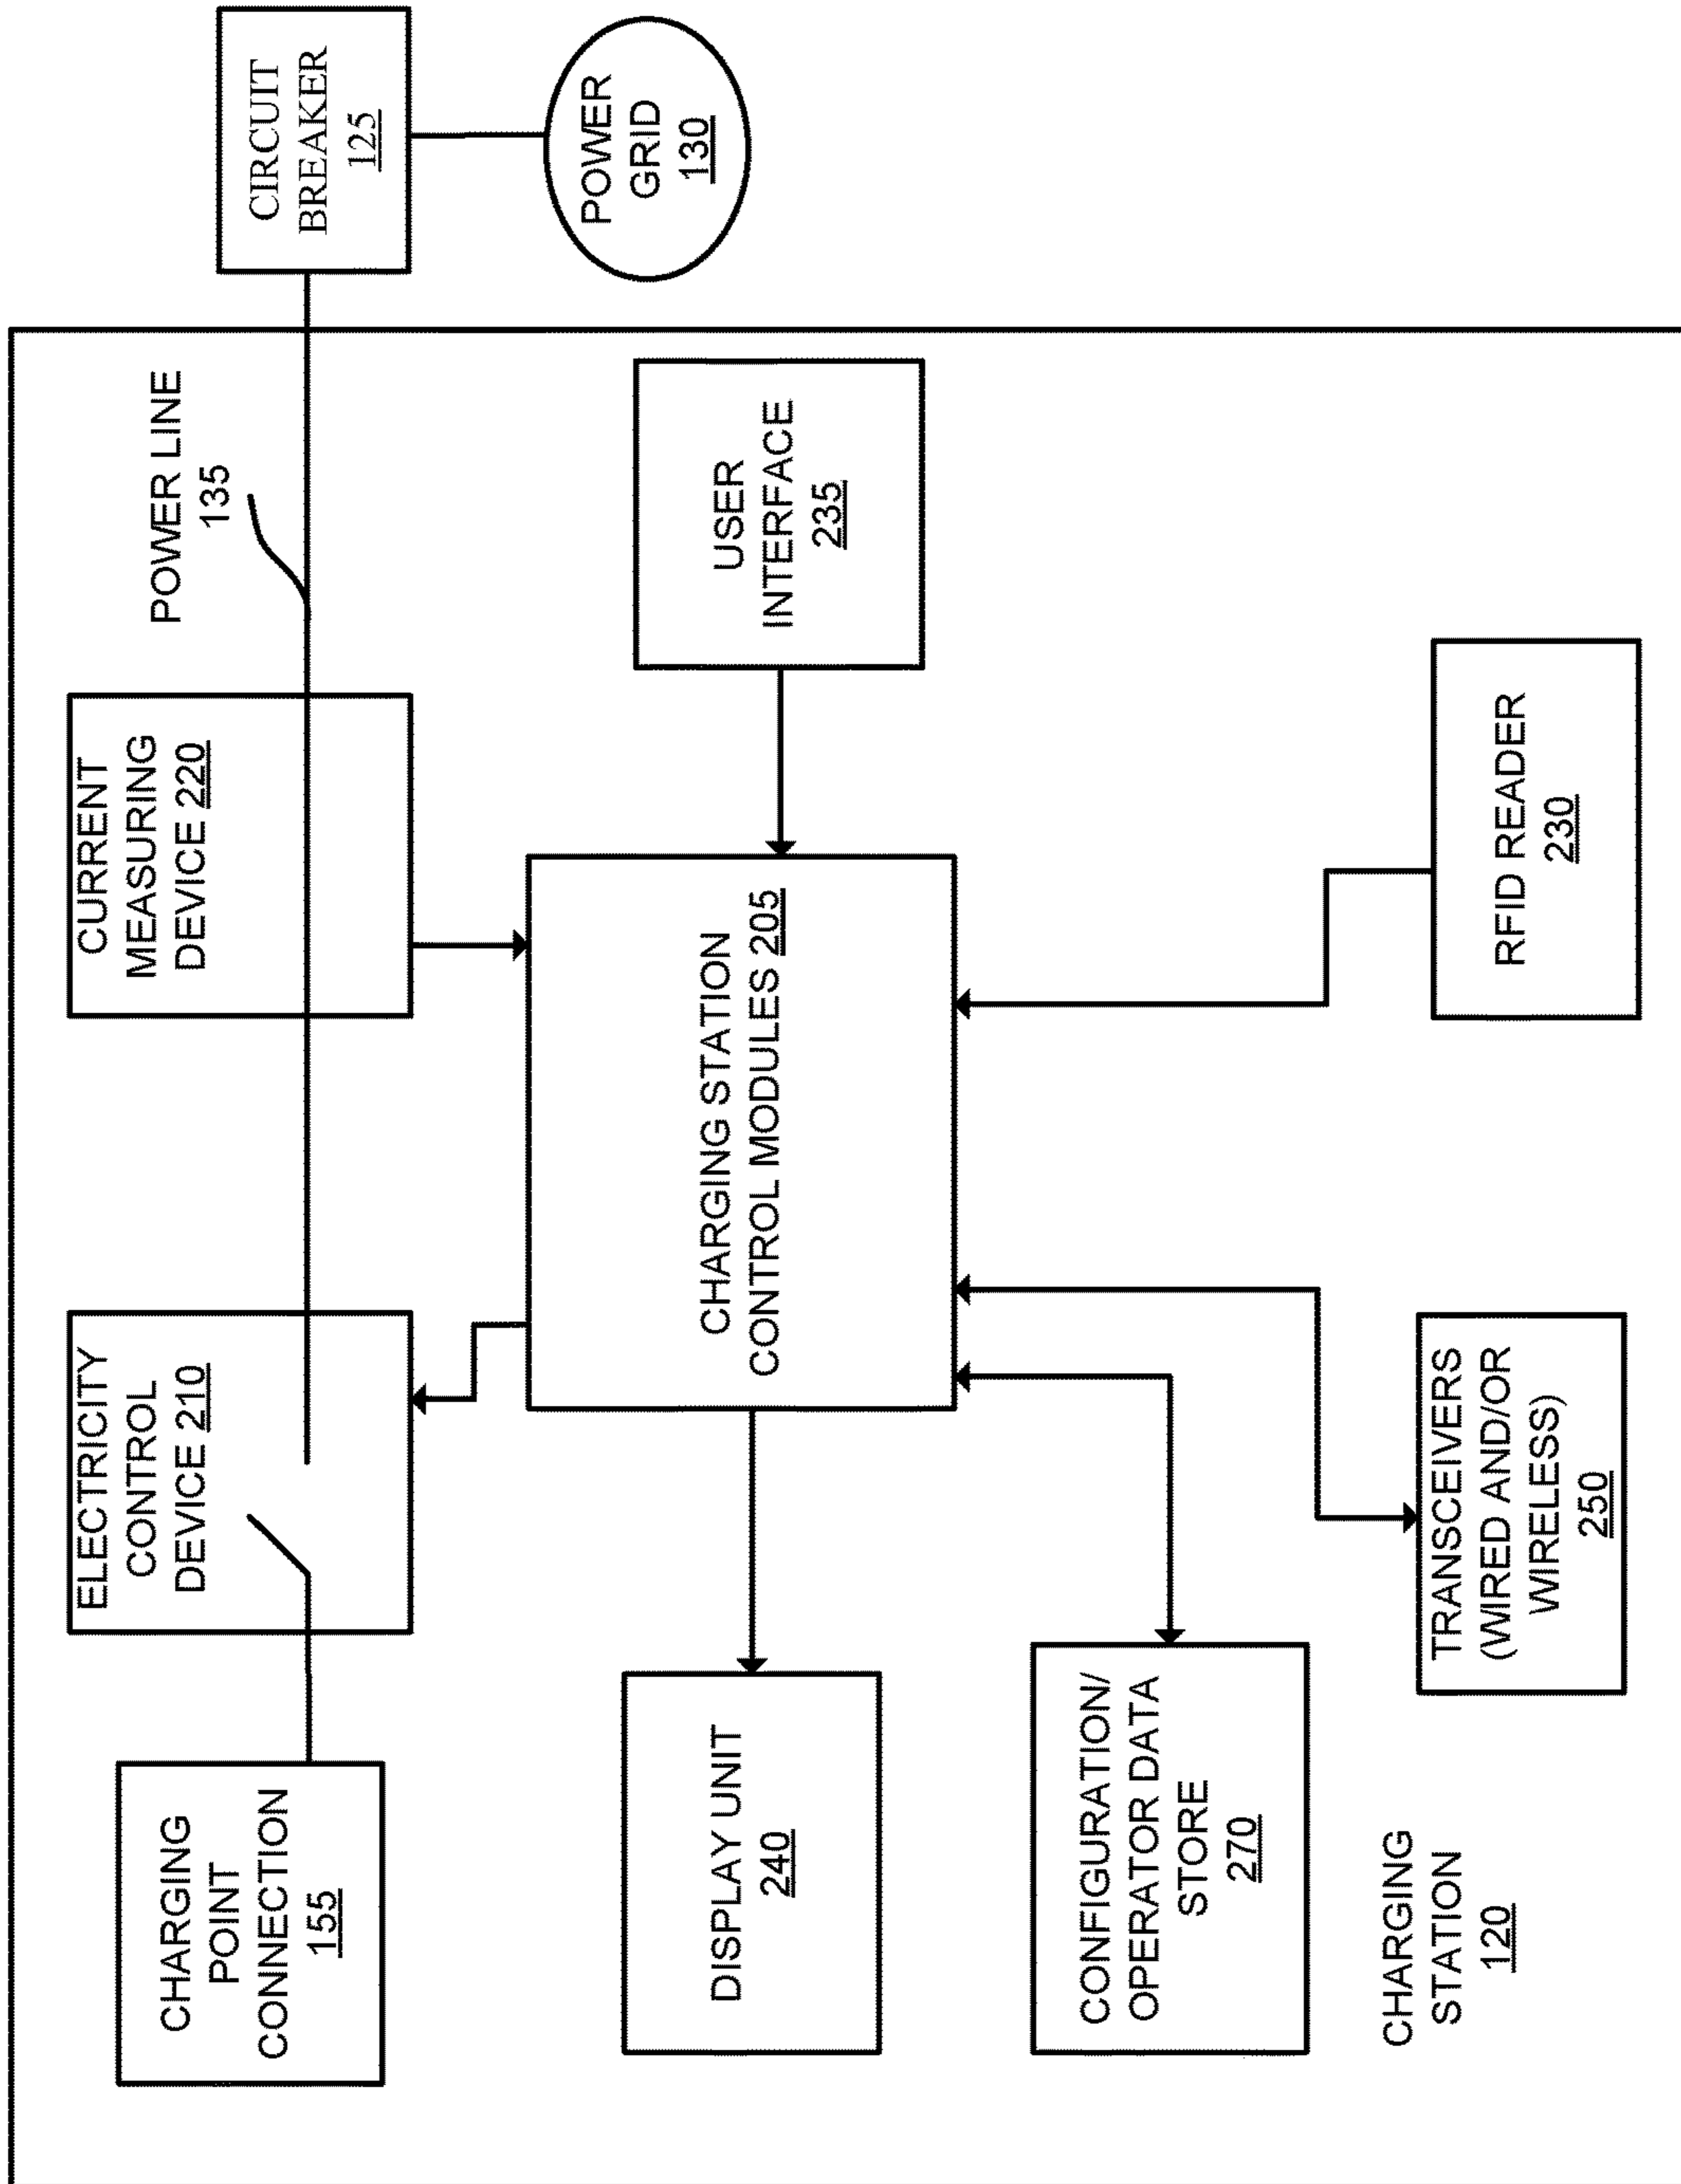 CHARGING
POINT
CONNECTION
155
ELECTRICITY
CONTROL
DEVICE 210
CURRENT
MEASURING
DEVICE 220
POWER LINE
135
CIRCUIT
BREAKER
125
POWER
GRID
130
DISPLAY UNIT
240
CHARGING STATION
CONTROL MODULES 205
USER
INTERFACE
235
CONFIGURATION/
OPERATOR DATA
STORE
270
TRANSCEIVERS
(WIRED AND/OR
WIRELESS)
250
RFID READER
230
CHARGING
STATION
120